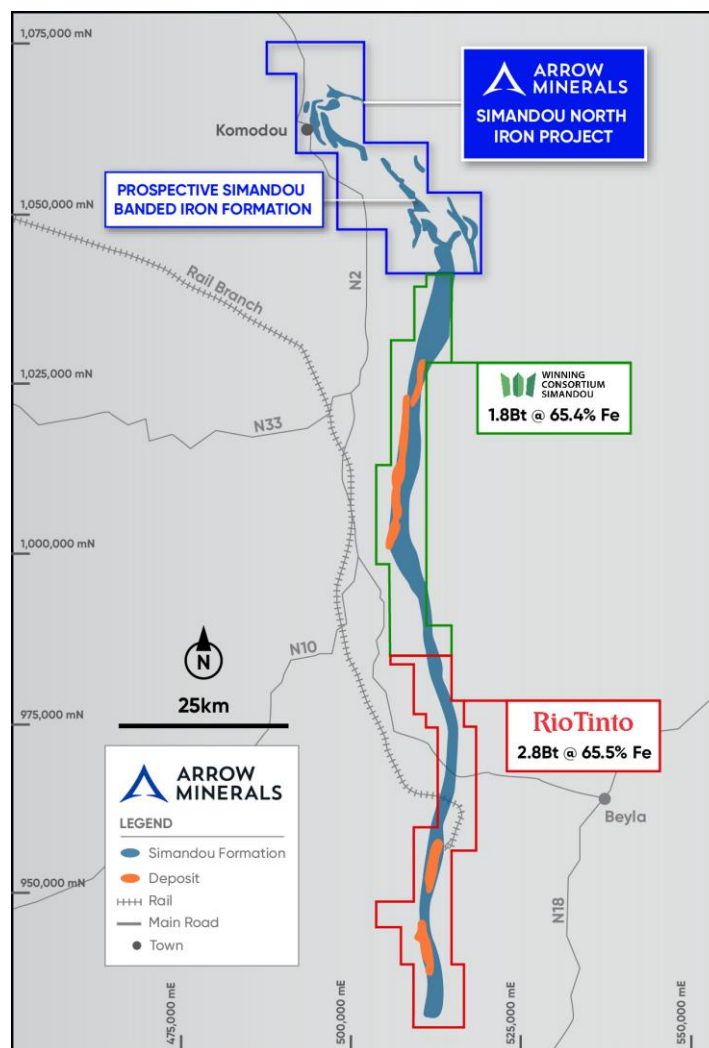 1,075,000 mN
ARROW
MINERALS
SIMANDOU NORTH
IRON PROJECT
Komodou
PROSPECTIVE SIMANDOU
BANDED IRON FORMATION
1,050,000 mN
Rail Branch
N2
1,025,000 mN
WINNING
CONSORTIUM
SIMANDOU
1.8Bt @ 65.4% Fe
N33
1,000,000 mN
N10
N
25km
975,000 mN
RioTinto
2.8Bt @ 65.5% Fe
ARROW
MINERALS
LEGEND
Simandou Formation
Deposit
Rail
Main Road
Town
Beyla
950,000 mN
N18
475,000 mE
500,000 mE
525,000 mE
550,000 mE